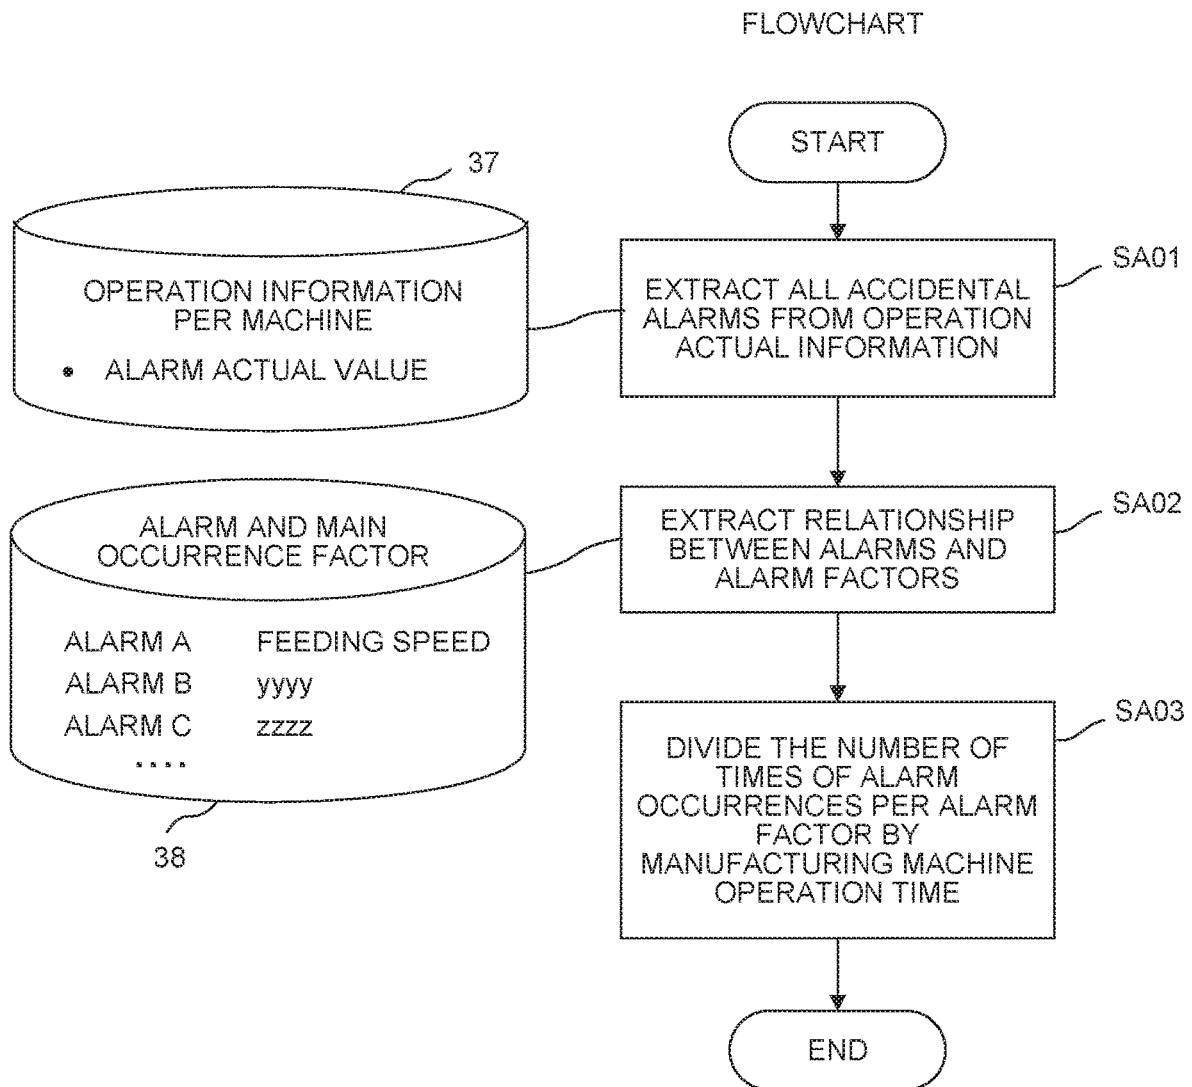 FLOWCHART
START
37
OPERATION INFORMATION
PER MACHINE
• ALARM ACTUAL VALUE
SA01
EXTRACT ALL ACCIDENTAL
ALARMS FROM OPERATION
ACTUAL INFORMATION
ALARM AND MAIN
OCCURRENCE FACTOR
ALARM A FEEDING SPEED
ALARM B yyyy
ALARM C zzzz
....
38
SA02
EXTRACT RELATIONSHIP
BETWEEN ALARMS AND
ALARM FACTORS
SA03
DIVIDE THE NUMBER OF
TIMES OF ALARM
OCCURRENCES PER ALARM
FACTOR BY
MANUFACTURING MACHINE
OPERATION TIME
END